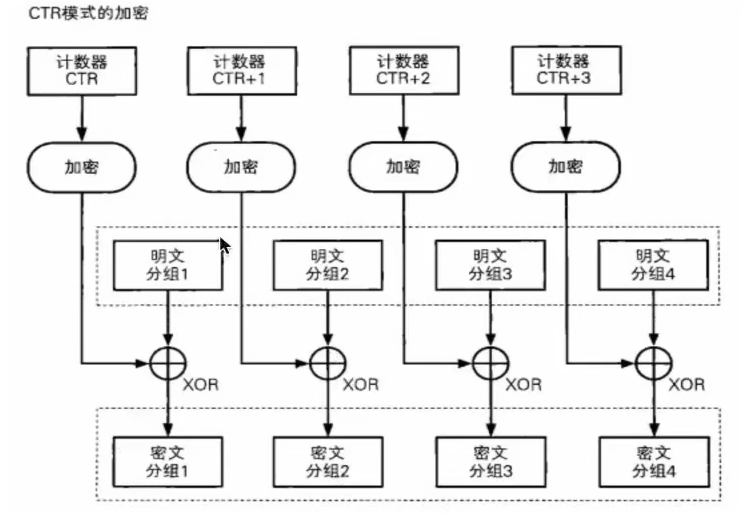 CTR模式的加密
计数器
CTR
计数器
CTR+1
计数器
CTR+2
计数器
CTR+3
加密
加密
加密
加密
明文
分组1
明文
分组2
明文
分组3
明文
分组4
XOR
XOR
XOR
XOR
密文
分组1
密文
分组2
密文
分组3
密文
分组4